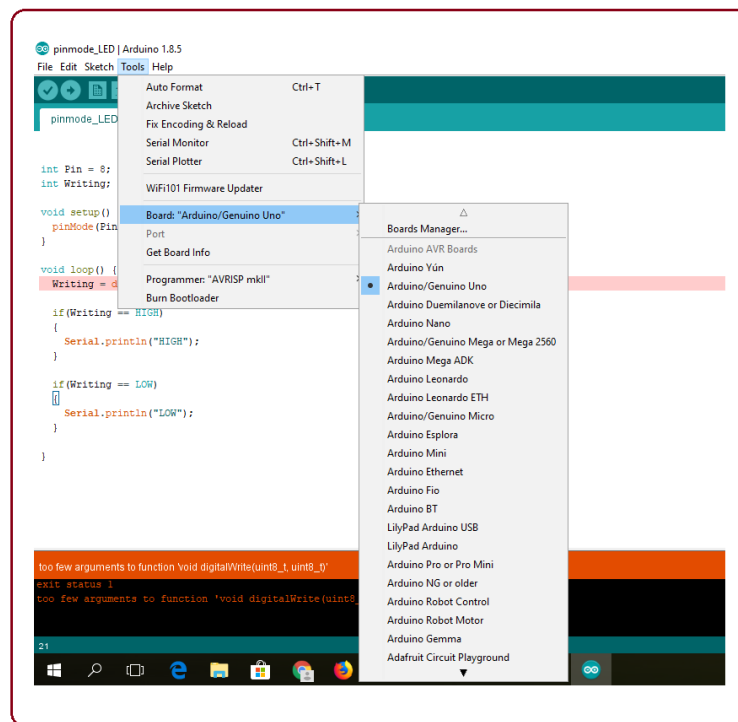 pinmode_LED | Arduino 1.8.5
File Edit Sketch Tools Help
pinmode_LED
int Pin = 8;
int Writing;
void setup()
pinMode(Pin
}
void loop() {
Writing = d
if(Writing == HIGH)
{
Serial.println("HIGH");
}
if(Writing == LOW)
{
Serial.println("LOW");
}
}
Auto Format Ctrl+T
Archive Sketch
Fix Encoding & Reload
Serial Monitor Ctrl+Shift+M
Serial Plotter Ctrl+Shift+L
WiFi101 Firmware Updater
Board: "Arduino/Genuino Uno"
Port
Get Board Info
Programmer: "AVRISP mkII"
Burn Bootloader
Boards Manager...
Arduino AVR Boards
Arduino Yún
Arduino/Genuino Uno
Arduino Duemilanove or Diecimila
Arduino Nano
Arduino/Genuino Mega or Mega 2560
Arduino Mega ADK
Arduino Leonardo
Arduino Leonardo ETH
Arduino/Genuino Micro
Arduino Esplora
Arduino Mini
Arduino Ethernet
Arduino Fio
Arduino BT
LilyPad Arduino USB
LilyPad Arduino
Arduino Pro or Pro Mini
Arduino NG or older
Arduino Robot Control
Arduino Robot Motor
Arduino Gemma
Adafruit Circuit Playground
too few arguments to function 'void digitalWrite(uint8_t, uint8_t)'
exit status 1
too few arguments to function 'void digitalWrite(uint8_
21